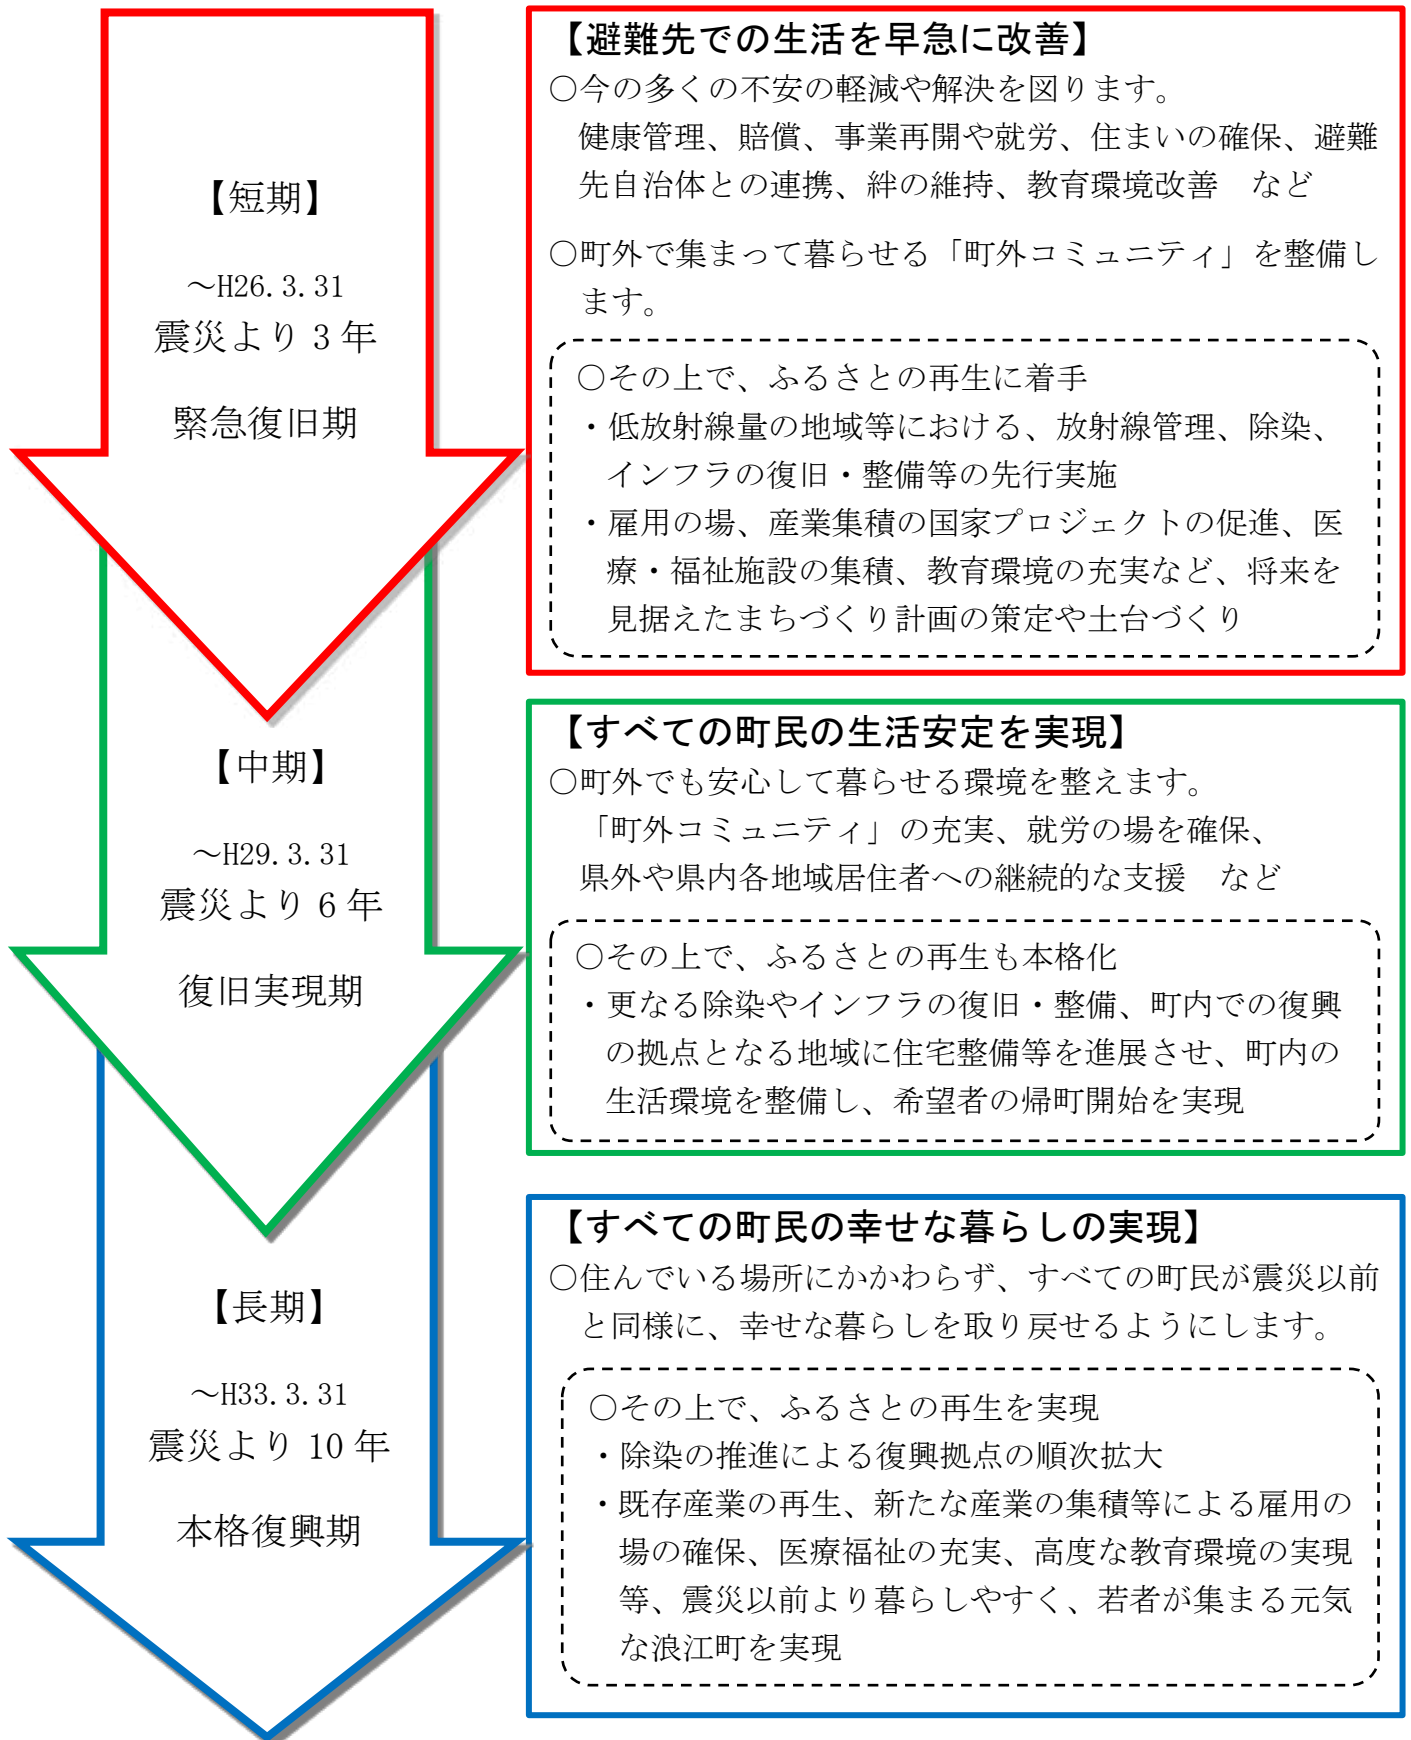 【短期】
～H26.3.31
震災より 3 年
緊急復旧期
【避難先での生活を早急に改善】
○今の多くの不安の軽減や解決を図ります。
健康管理、賠償、事業再開や就労、住まいの確保、避難
先自治体との連携、絆の維持、教育環境改善　など
○町外で集まって暮らせる「町外コミュニティ」を整備し
ます。
○その上で、ふるさとの再生に着手
・低放射線量の地域等における、放射線管理、除染、
インフラの復旧・整備等の先行実施
・雇用の場、産業集積の国家プロジェクトの促進、医
療・福祉施設の集積、教育環境の充実など、将来を
見据えたまちづくり計画の策定や土台づくり
【中期】
～H29.3.31
震災より 6 年
復旧実現期
【すべての町民の生活安定を実現】
○町外でも安心して暮らせる環境を整えます。
「町外コミュニティ」の充実、就労の場を確保、
県外や県内各地域居住者への継続的な支援　など
○その上で、ふるさとの再生も本格化
・更なる除染やインフラの復旧・整備、町内での復興
の拠点となる地域に住宅整備等を進展させ、町内の
生活環境を整備し、希望者の帰町開始を実現
【長期】
～H33.3.31
震災より 10 年
本格復興期
【すべての町民の幸せな暮らしの実現】
○住んでいる場所にかかわらず、すべての町民が震災以前
と同様に、幸せな暮らしを取り戻せるようにします。
○その上で、ふるさとの再生を実現
・除染の推進による復興拠点の順次拡大
・既存産業の再生、新たな産業の集積等による雇用の
場の確保、医療福祉の充実、高度な教育環境の実現
等、震災以前より暮らしやすく、若者が集まる元気
な浪江町を実現